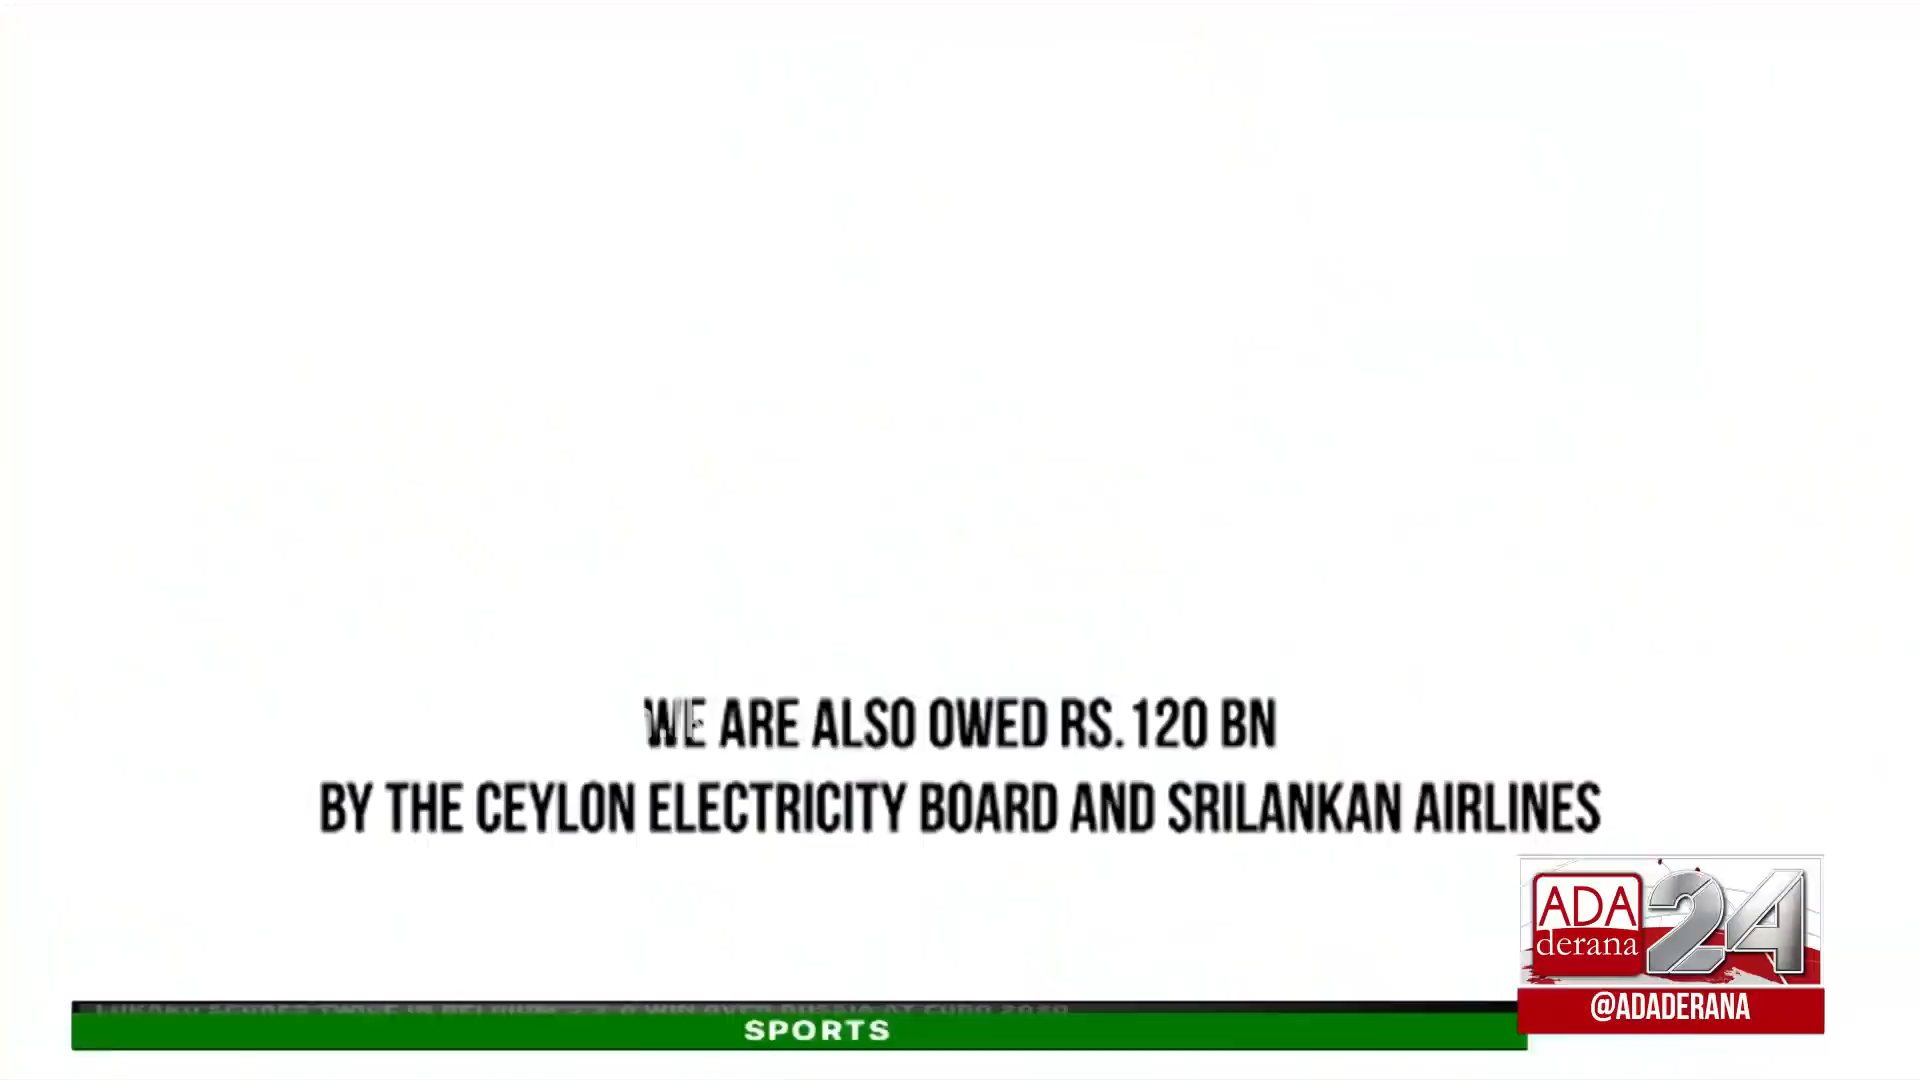 WE ARE ALSO OWED RS.120 BN
BY THE CEYLON ELECTRICITY BOARD AND SRILANKAN AIRLINES
ADA
derana
24
@ADADERANA
SPORTS